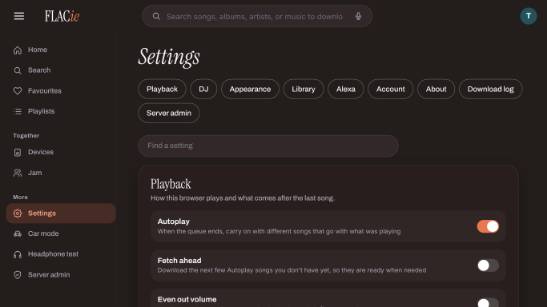 FLACie
Search songs, albums, artists, or music to downlo
T
Home
Search
Favourites
Playlists
Together
Devices
Jam
More
Settings
Car mode
Headphone test
Server admin
Settings
Playback
DJ
Appearance
Library
Alexa
Account
About
Download log
Server admin
Find a setting
Playback
How this browser plays and what comes after the last song.
Autoplay
When the queue ends, carry on with different songs that go with what was playing
Fetch ahead
Download the next few Autoplay songs you don't have yet, so they are ready when needed
Even out volume